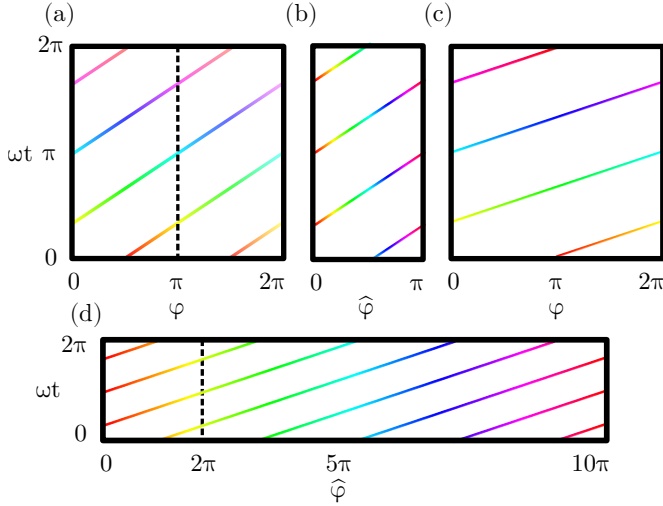 (a)
(b)
(c)
2π
ωt π
0
0 π 2π
φ
0 π
φ̂
0 π 2π
φ
(d)
2π
ωt
0
0 2π 5π 10π
φ̂